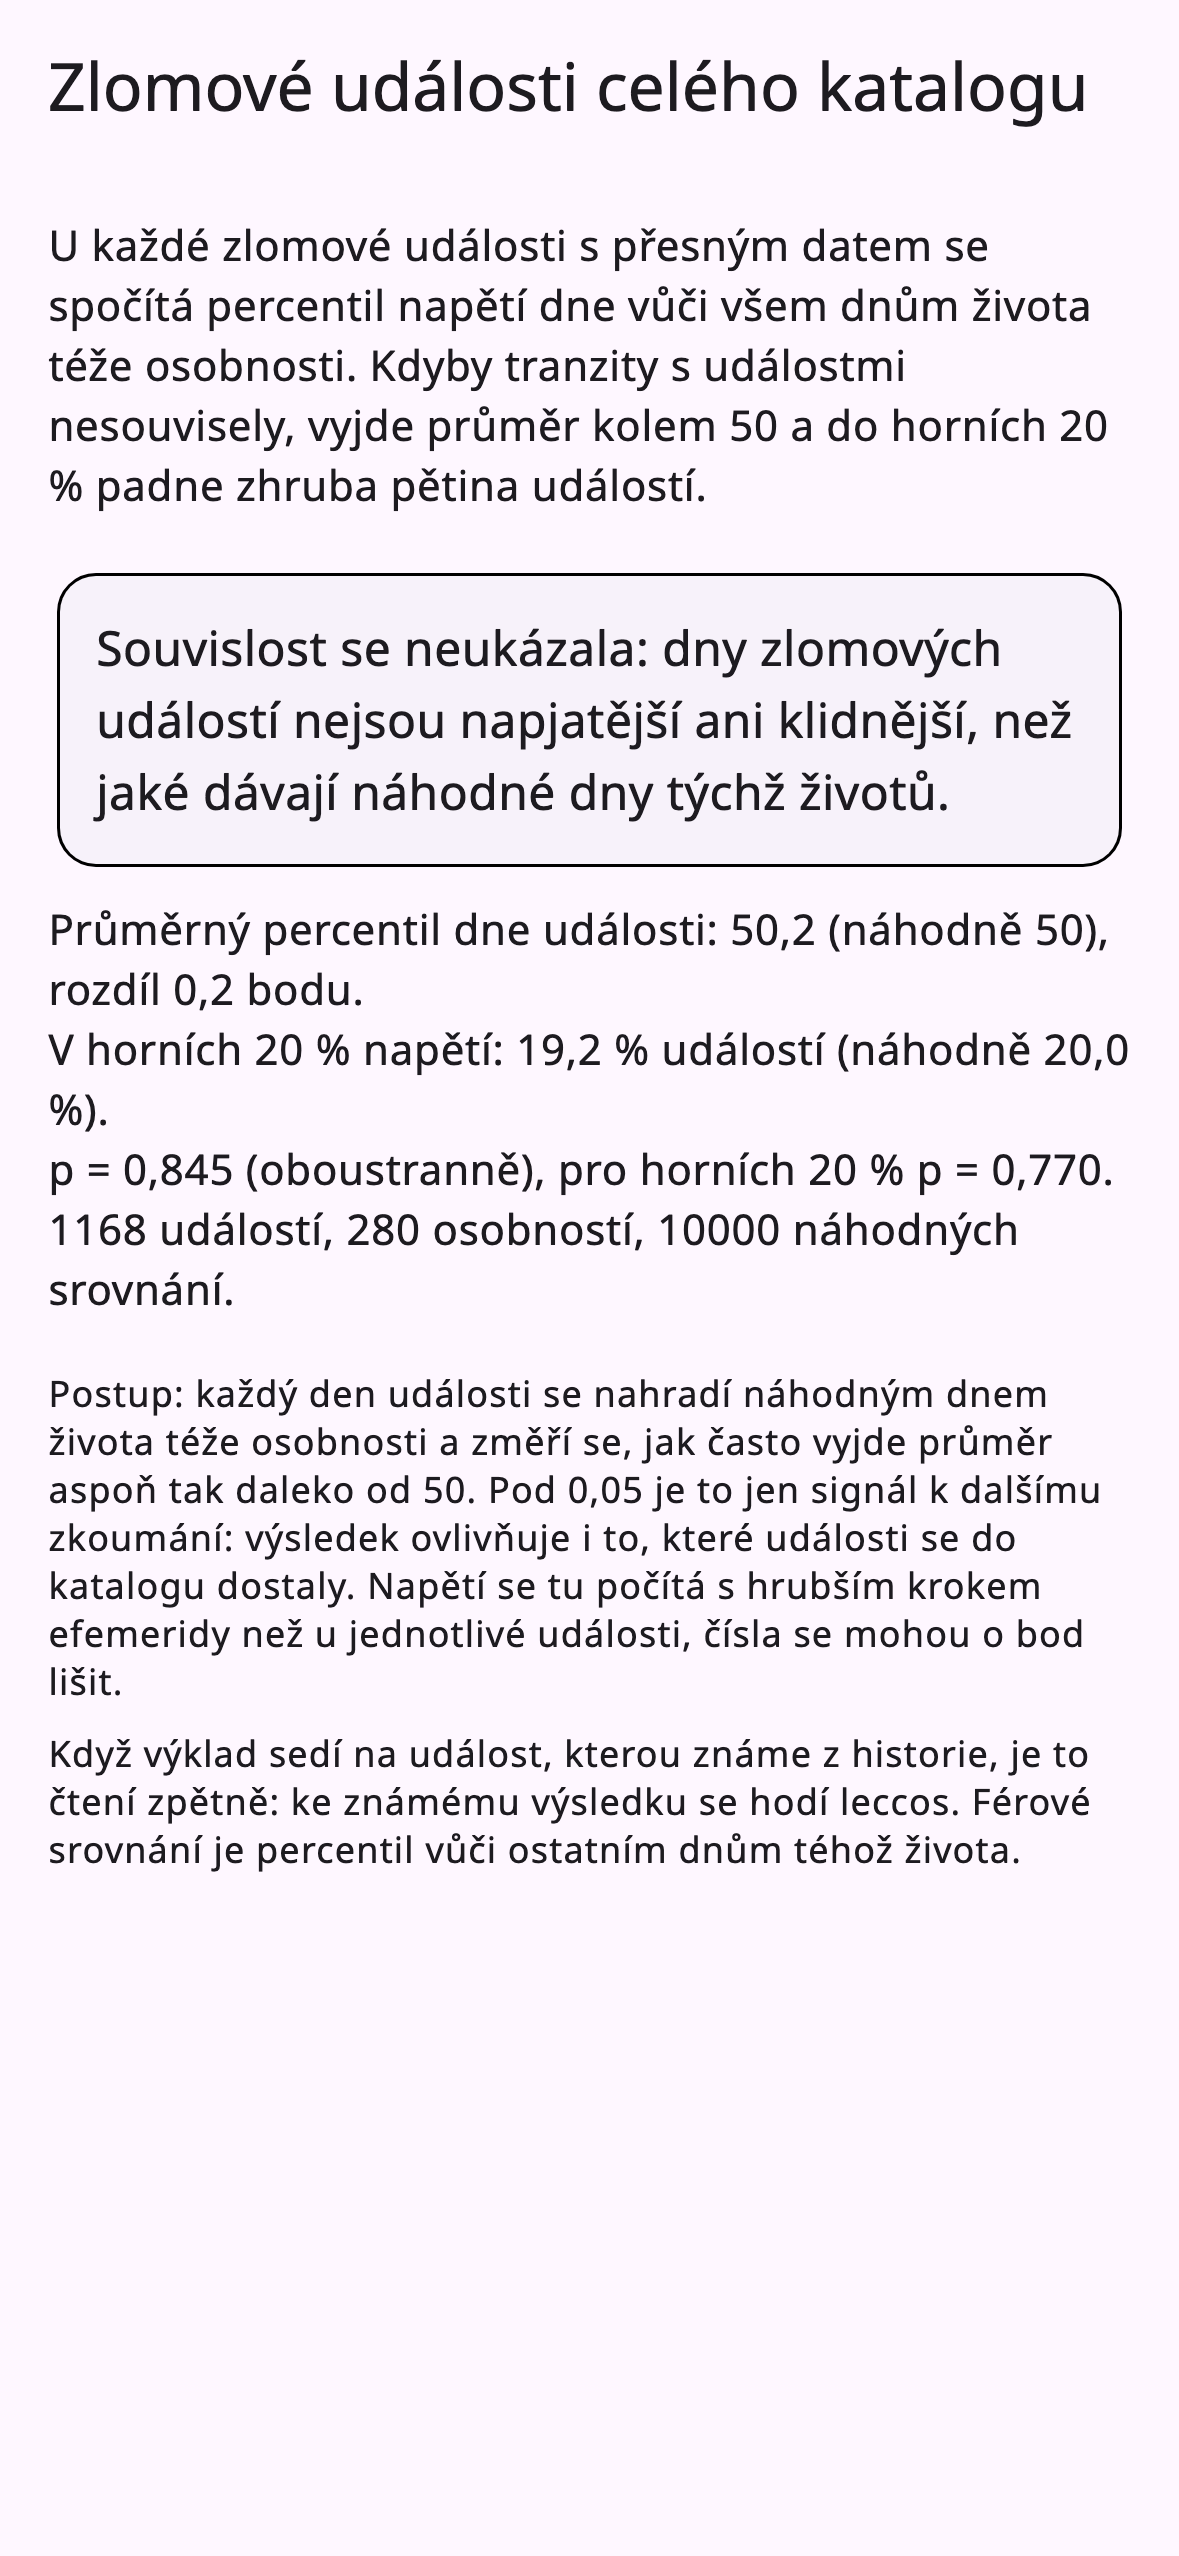 Zlomové události celého katalogu
U každé zlomové události s přesným datem se
spočítá percentil napětí dne vůči všem dnům života
téže osobnosti. Kdyby tranzity s událostmi
nesouvisely, vyjde průměr kolem 50 a do horních 20
% padne zhruba pětina událostí.
Souvislost se neukázala: dny zlomových
událostí nejsou napjatější ani klidnější, než
jaké dávají náhodné dny týchž životů.
Průměrný percentil dne události: 50,2 (náhodně 50),
rozdíl 0,2 bodu.
V horních 20 % napětí: 19,2 % událostí (náhodně 20,0
%).
p = 0,845 (oboustranně), pro horních 20 % p = 0,770.
1168 událostí, 280 osobností, 10000 náhodných
srovnání.
Postup: každý den události se nahradí náhodným dnem
života téže osobnosti a změří se, jak často vyjde průměr
aspoň tak daleko od 50. Pod 0,05 je to jen signál k dalšímu
zkoumání: výsledek ovlivňuje i to, které události se do
katalogu dostaly. Napětí se tu počítá s hrubším krokem
efemeridy než u jednotlivé události, čísla se mohou o bod
lišit.
Když výklad sedí na událost, kterou známe z historie, je to
čtení zpětně: ke známému výsledku se hodí leccos. Férové
srovnání je percentil vůči ostatním dnům téhož života.